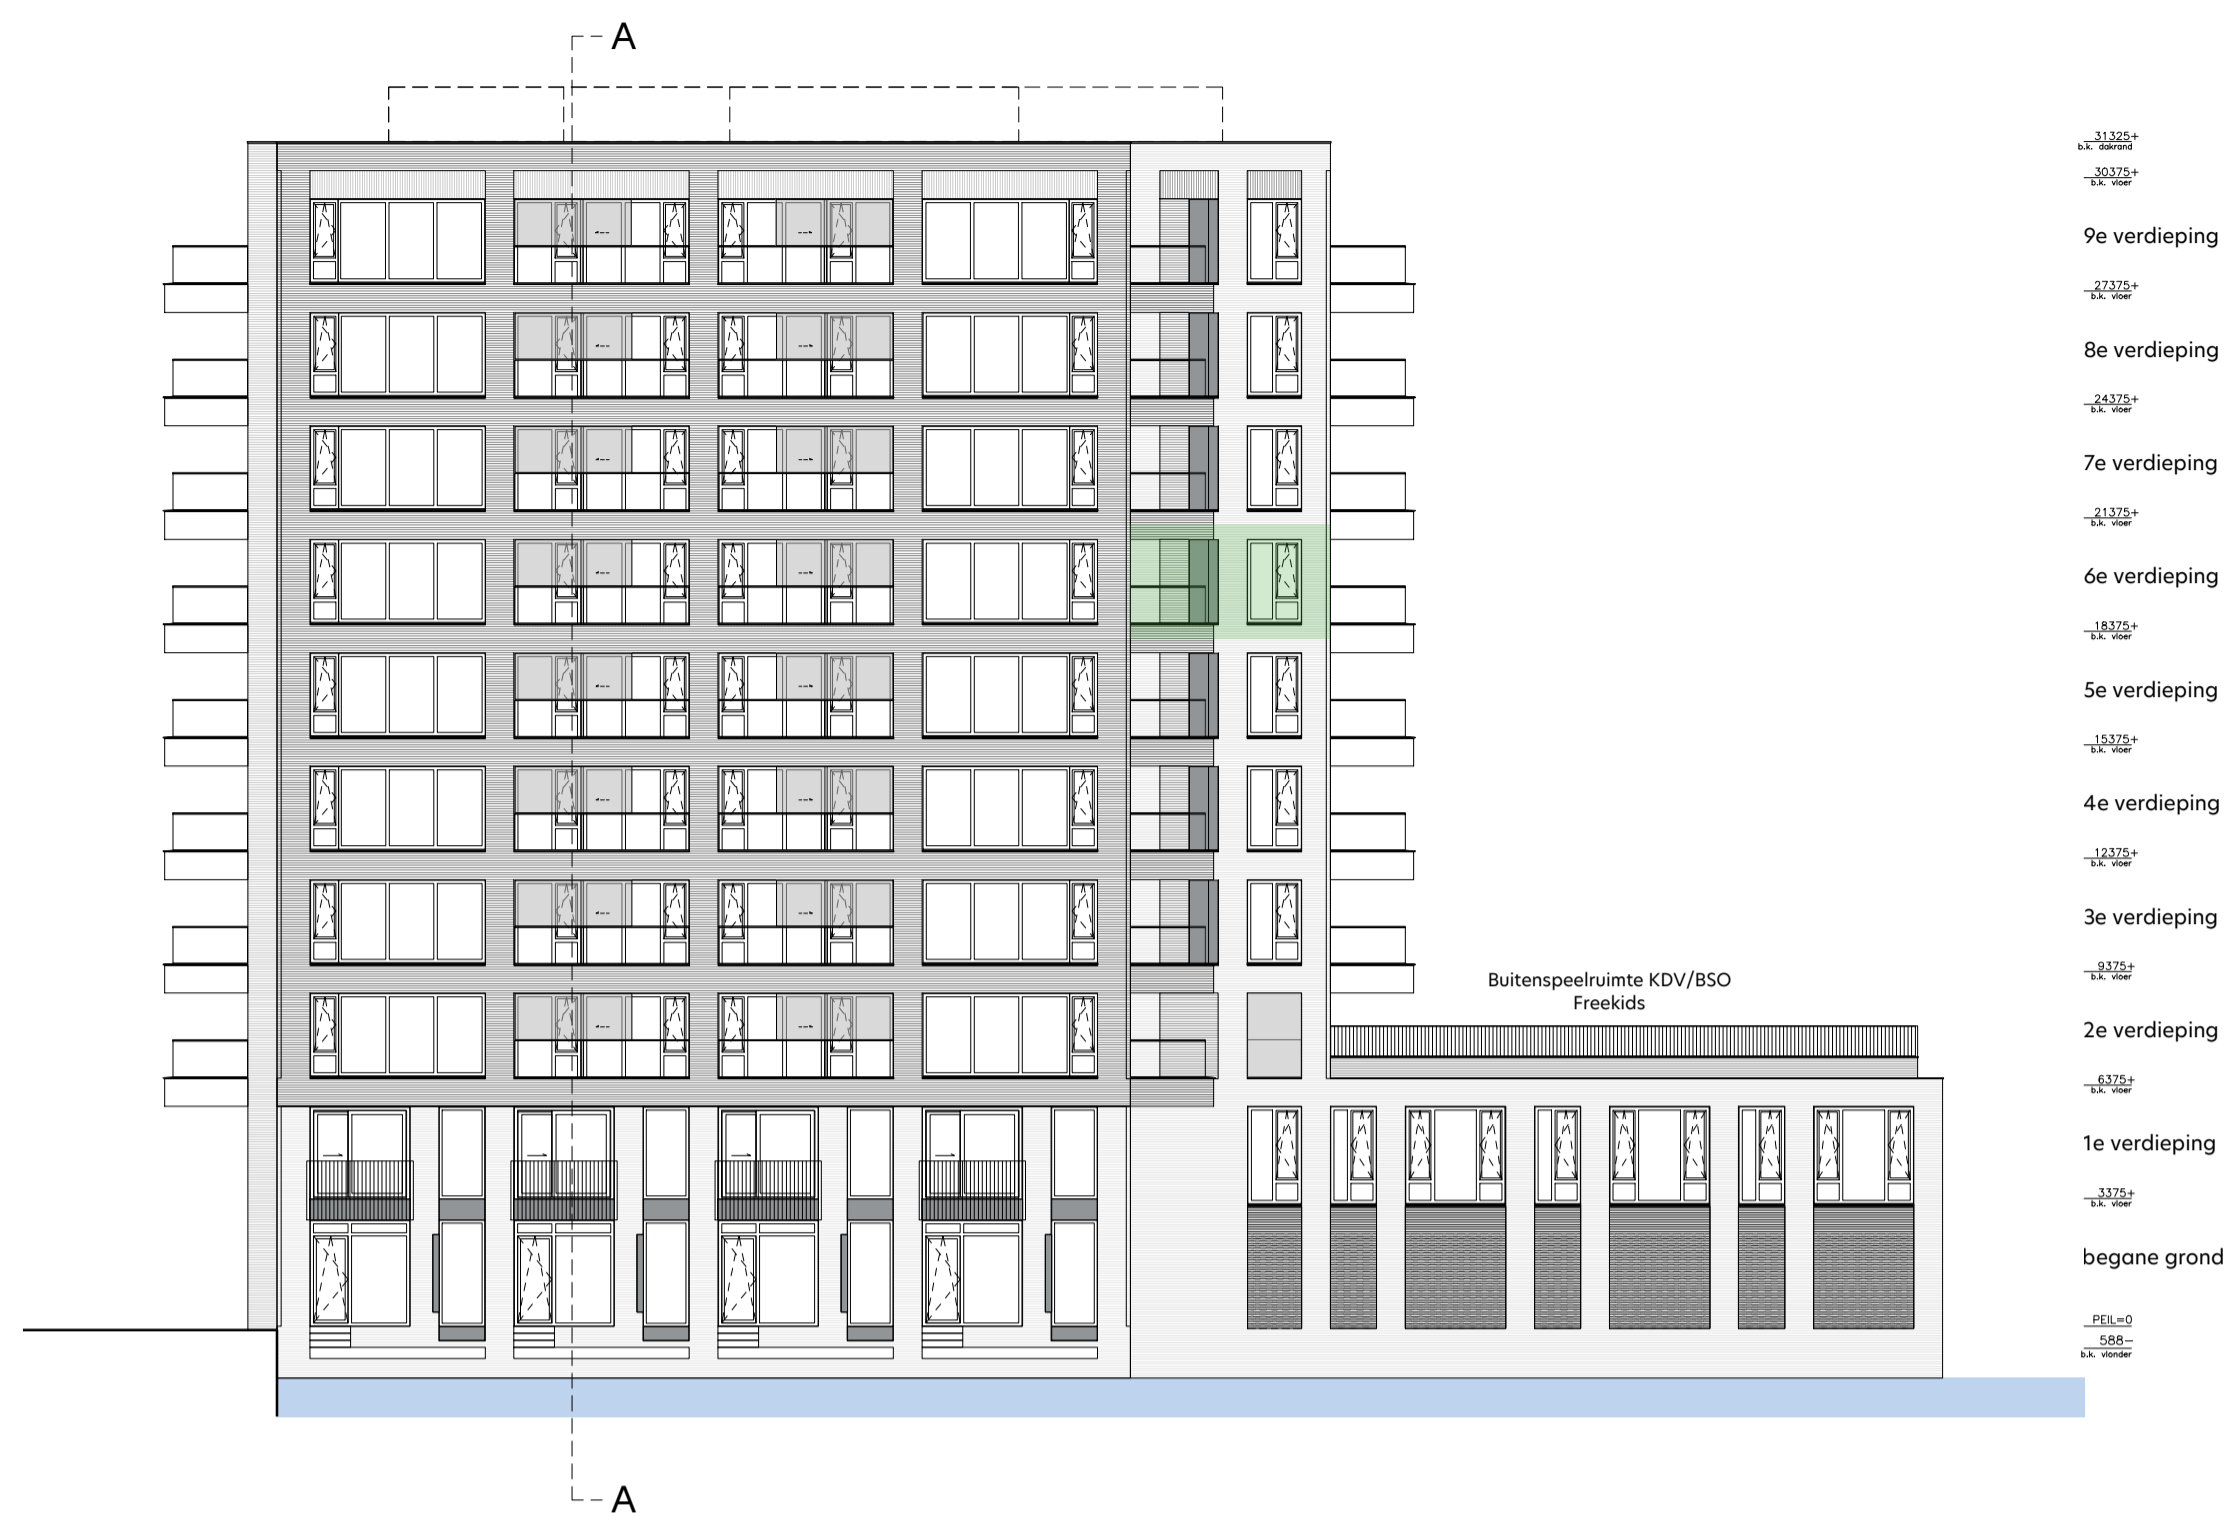 A
31325+
b.k. dakrand
30375+
b.k. vloer
9e verdieping
27375+
b.k. vloer
8e verdieping
24375+
b.k. vloer
7e verdieping
21375+
b.k. vloer
6e verdieping
18375+
b.k. vloer
5e verdieping
15375+
b.k. vloer
4e verdieping
12375+
b.k. vloer
3e verdieping
9375+
b.k. vloer
Buitenspeelruimte KDV/BSO
Freekids
2e verdieping
6375+
b.k. vloer
1e verdieping
3375+
b.k. vloer
begane grond
PEIL=0
588-
b.k. vlonder
A